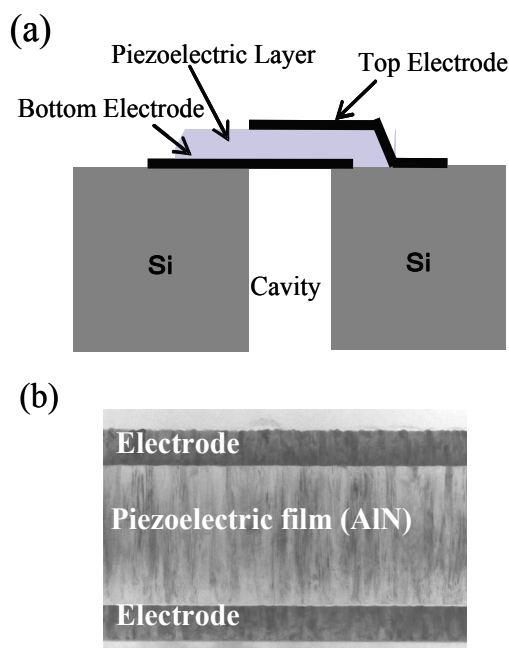 (a)
Piezoelectric Layer
Top Electrode
Bottom Electrode
Si
Si
Cavity
(b)
Electrode
Piezoelectric film (AlN)
Electrode